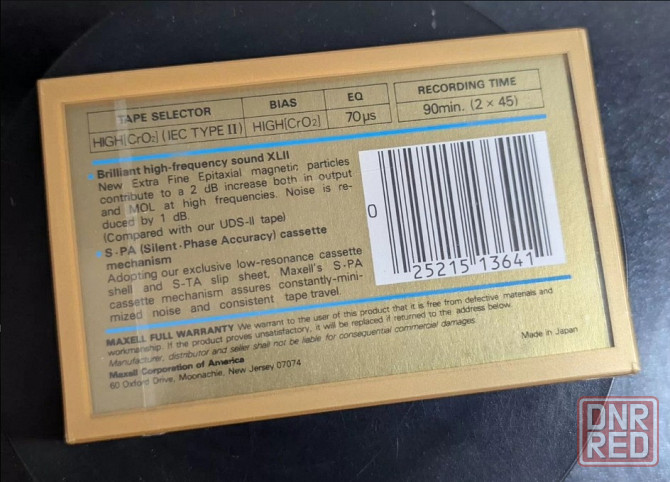 TAPE SELECTOR BIAS EQ RECORDING TIME
HIGH[CrO₂] (IEC TYPE II) HIGH[CrO₂] 70 µs 90min. (2 × 45)
Brilliant high-frequency sound XLII
New Extra Fine Epitaxial magnetic particles
contribute to a 2 dB increase both in output
and MOL at high frequencies. Noise is re-
duced by 1 dB.
(Compared with our UDS-II tape)
S·PA (Silent·Phase Accuracy) cassette
mechanism
Adopting our exclusive low-resonance cassette
shell and S-TA slip sheet, Maxell's S·PA
cassette mechanism assures constantly-mini-
mized noise and consistent tape travel.
0
25215 13641
MAXELL FULL WARRANTY We warrant to the user of this product that it is free from defective materials and
workmanship. If the product proves unsatisfactory, it will be replaced if returned to the address below.
Manufacturer, distributor and seller shall not be liable for consequential commercial damages.
Maxell Corporation of America
60 Oxford Drive, Moonachie, New Jersey 07074
Made in Japan
DNR
RED